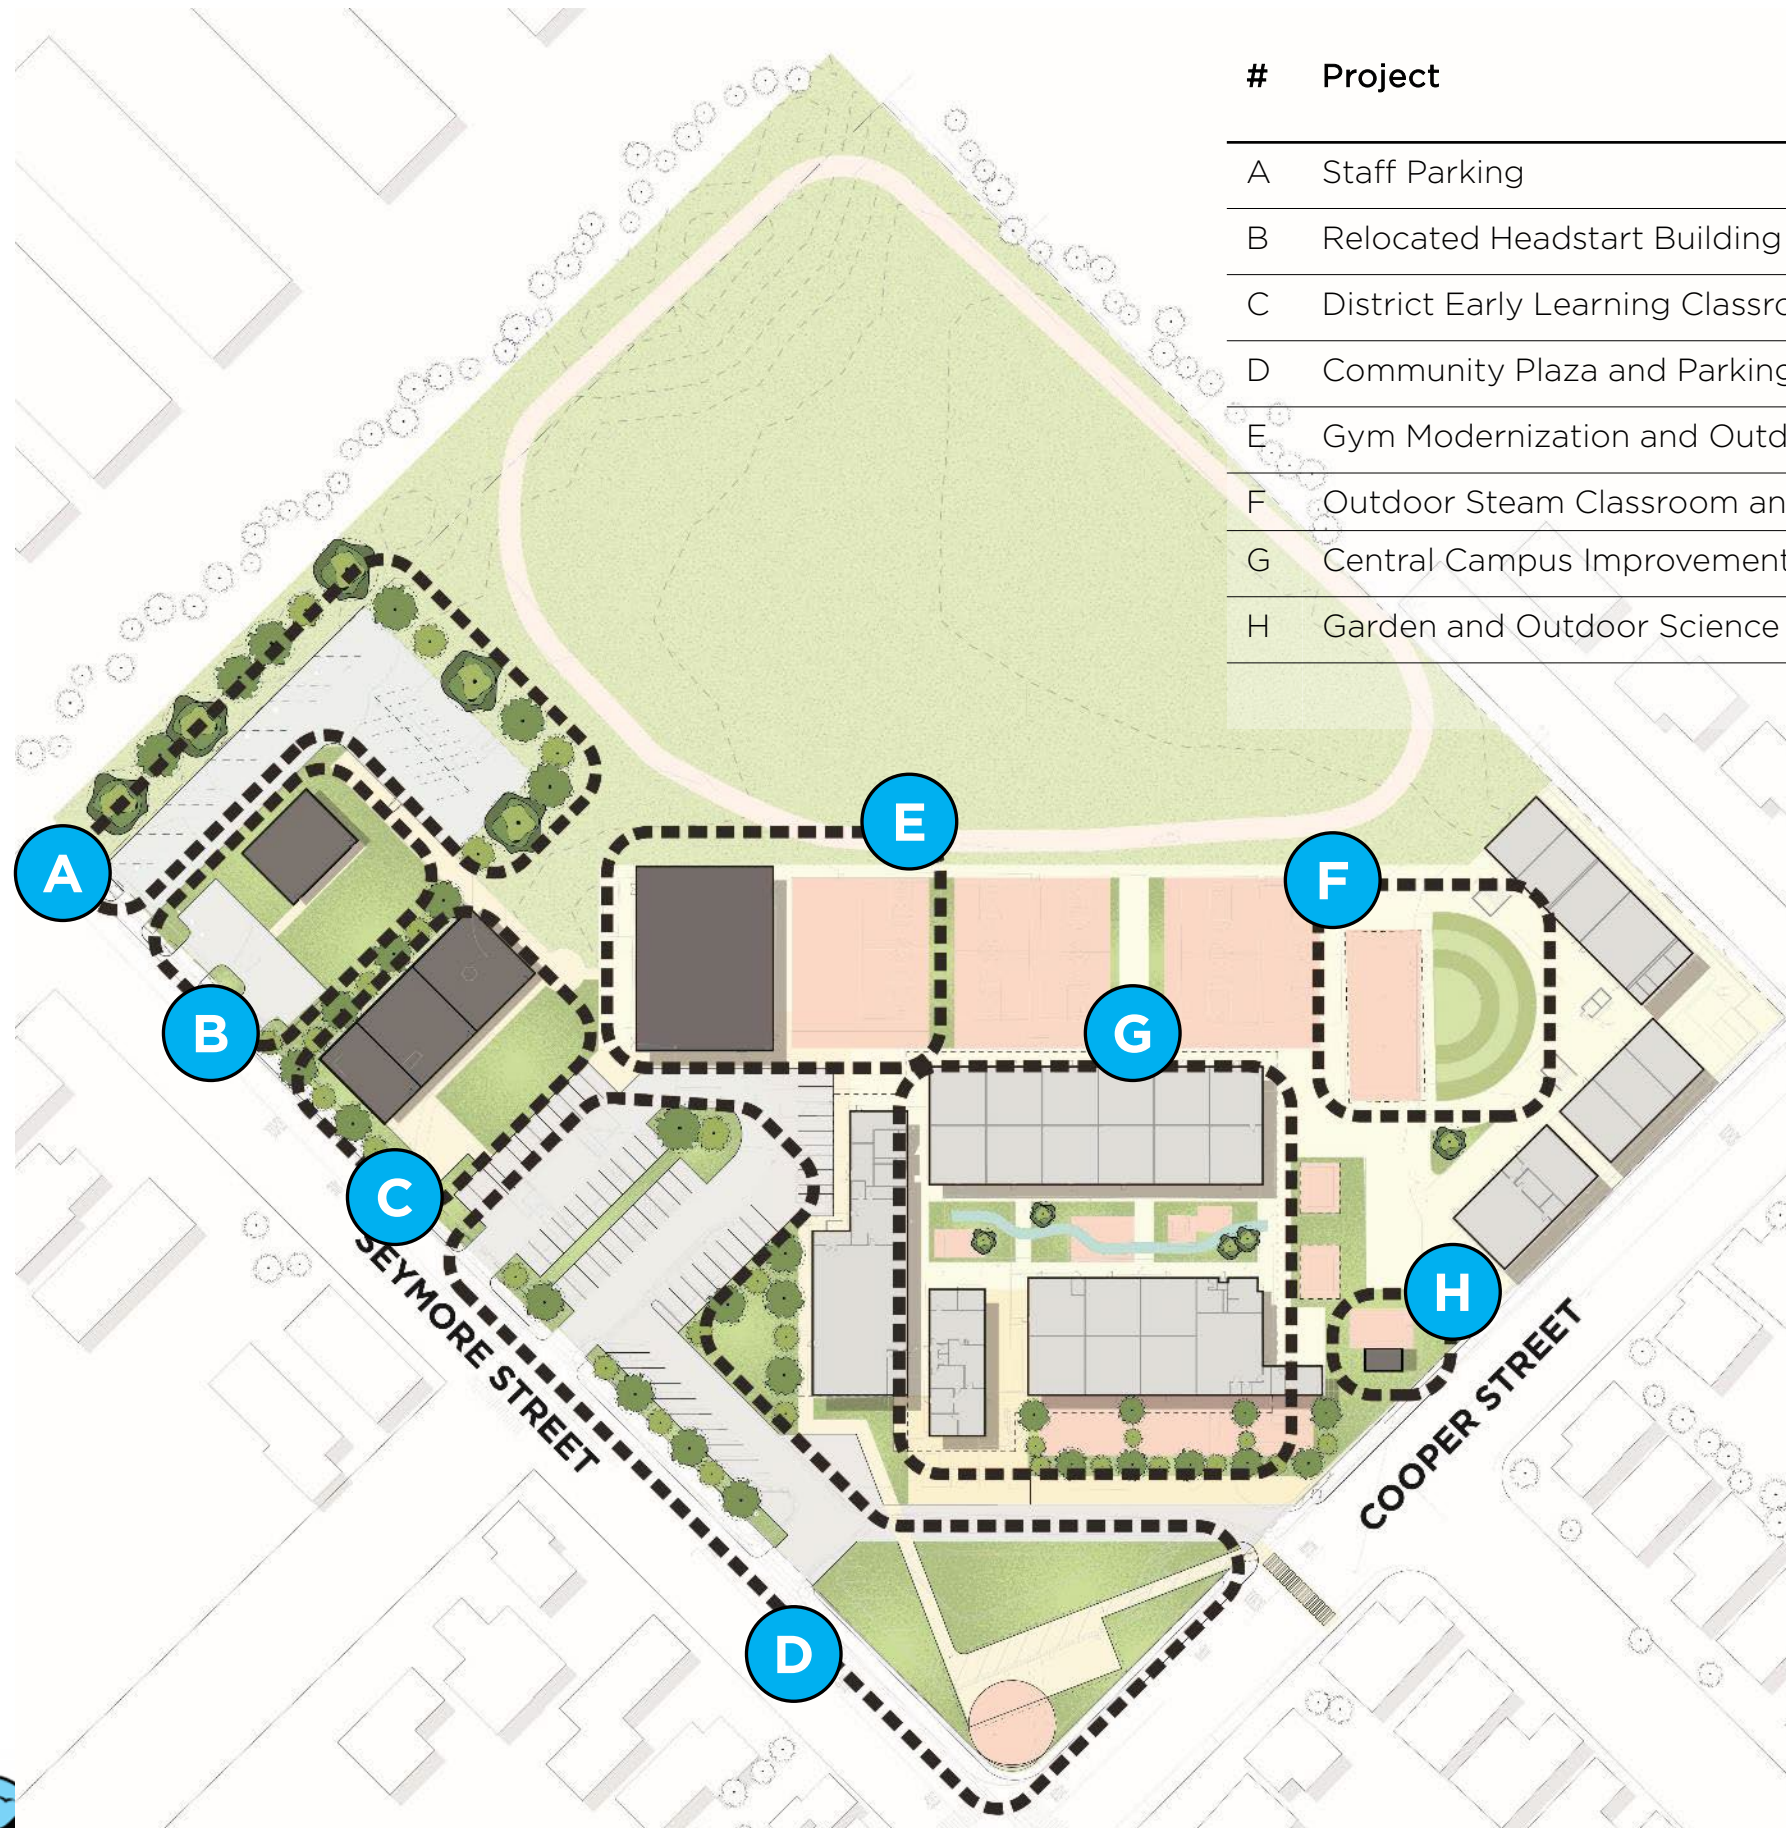 # Project
A Staff Parking
B Relocated Headstart Building
C District Early Learning Classro
D Community Plaza and Parking
E Gym Modernization and Outd
F Outdoor Steam Classroom an
G Central Campus Improvement
H Garden and Outdoor Science
E
F
A
B
G
C
H
SEYMORE STREET
COOPER STREET
D